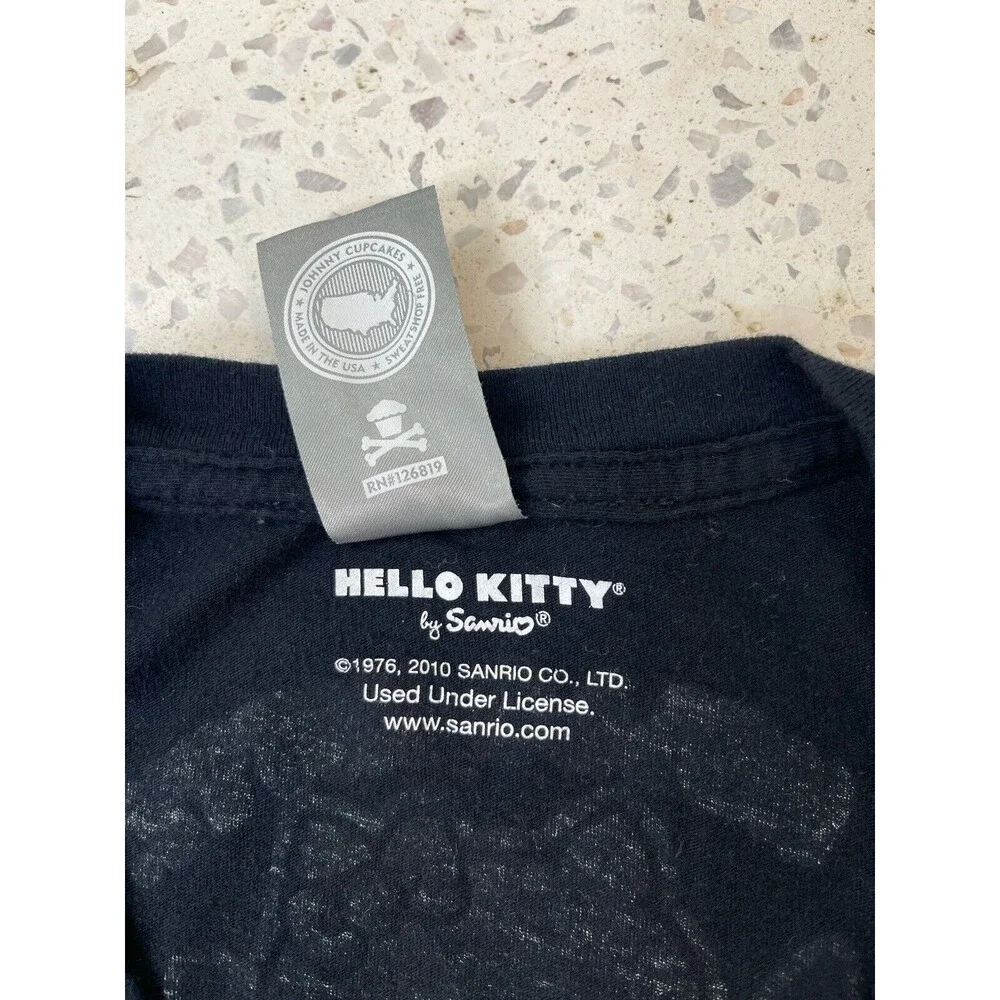 ★ JOHNNY CUPCAKES ★
MADE IN THE USA ★ SWEATSHOP FREE
RN#126819
HELLO KITTY®
by Sanrio®
©1976, 2010 SANRIO CO., LTD.
Used Under License.
www.sanrio.com